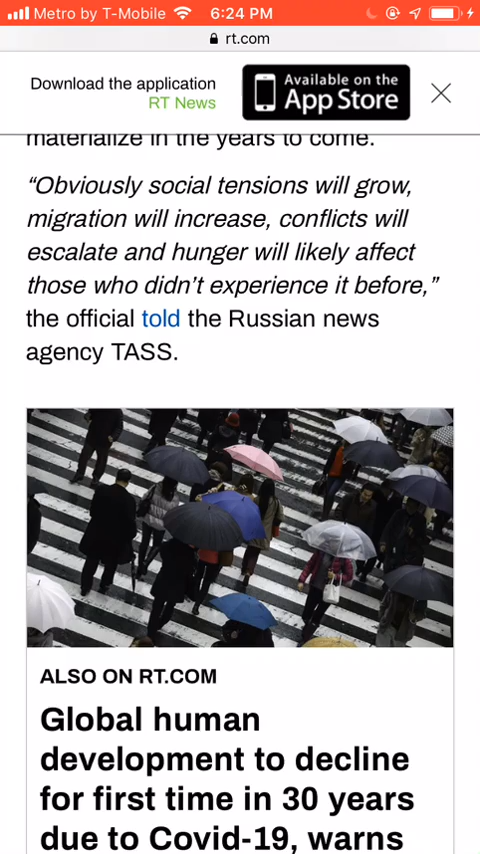 Metro by T-Mobile 6:24 PM
rt.com
Download the application
RT News
Available on the
App Store
materialize in the years to come.
“Obviously social tensions will grow,
migration will increase, conflicts will
escalate and hunger will likely affect
those who didn’t experience it before,”
the official told the Russian news
agency TASS.
ALSO ON RT.COM
Global human
development to decline
for first time in 30 years
due to Covid-19, warns